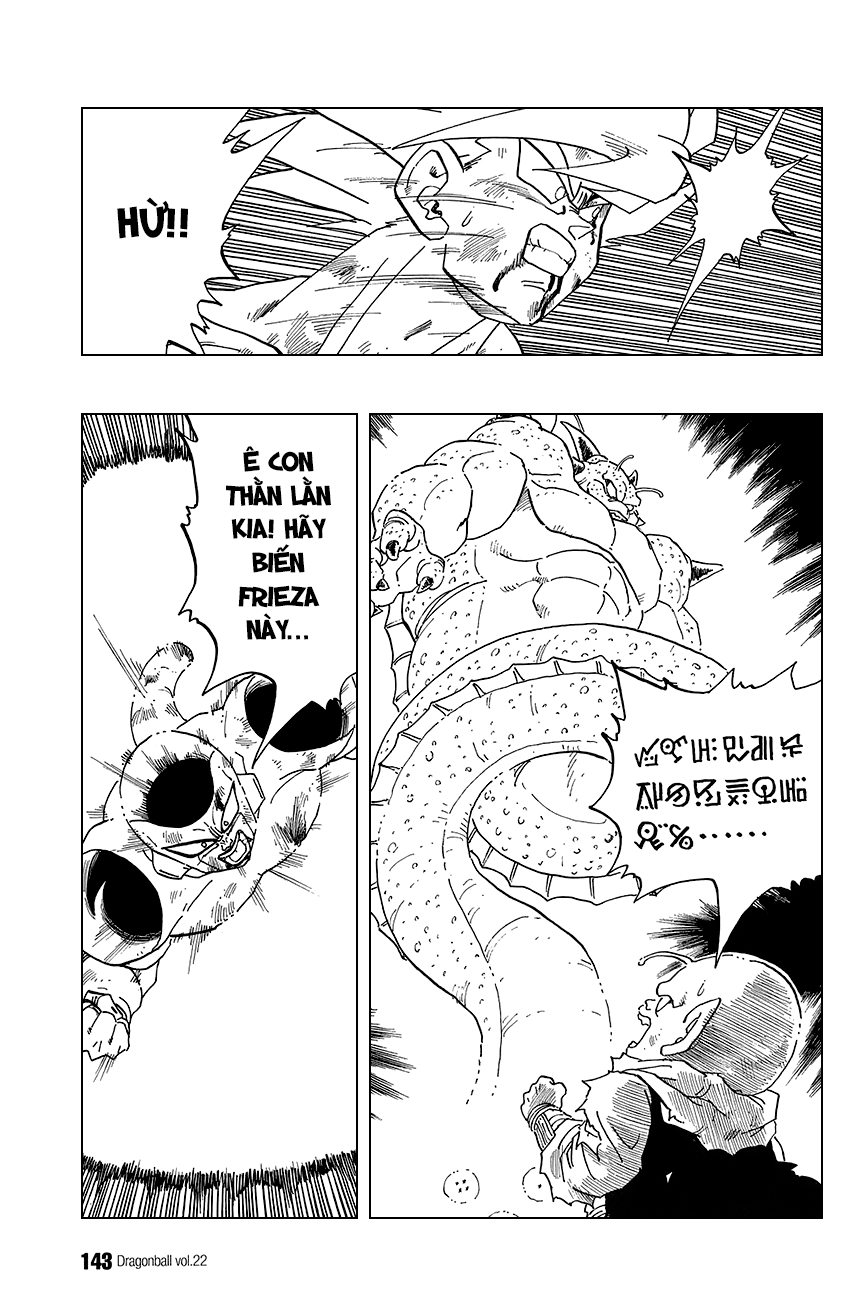 HỪ!!
Ê CON
THẰN LẰN
KIA! HÃY
BIẾN
FRIEZA
NÀY...
143 Dragonball vol.22